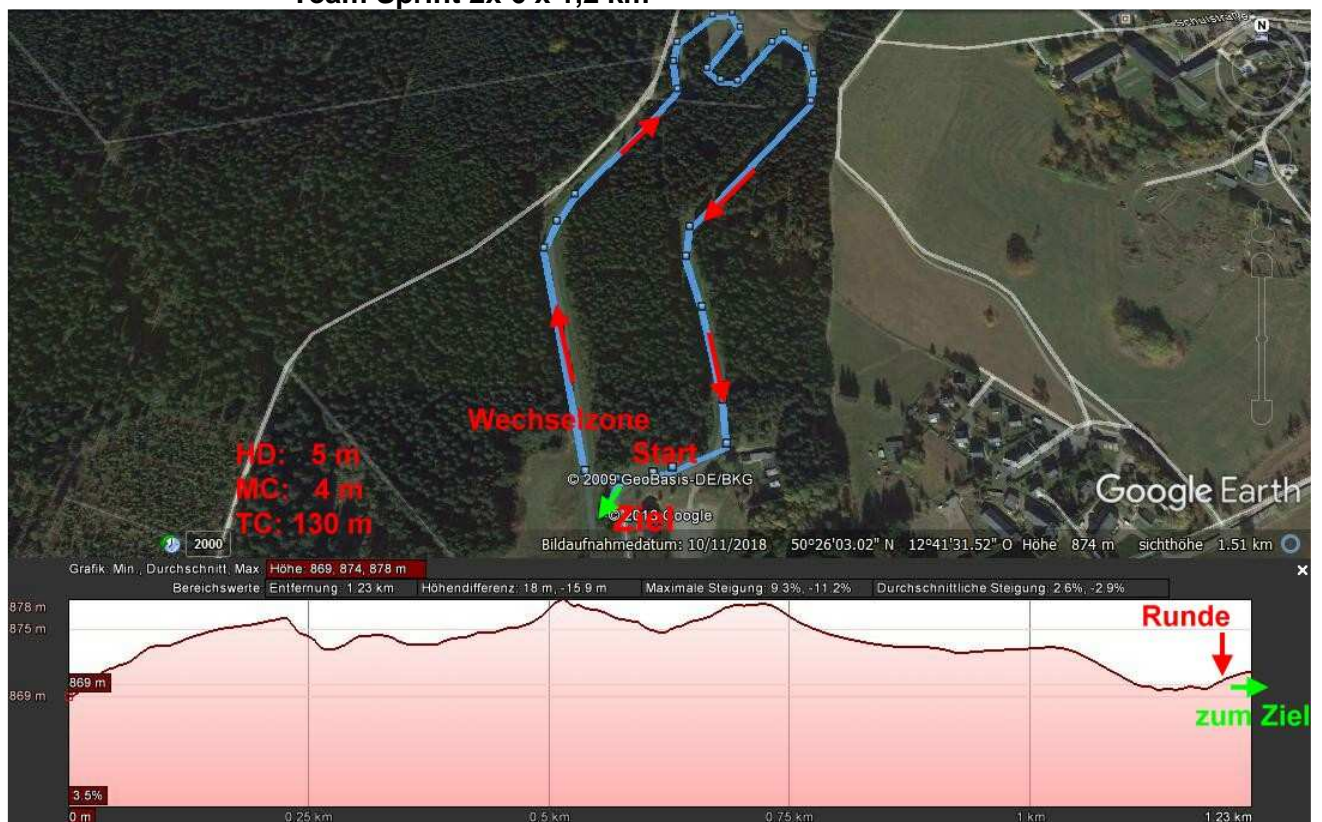 Team Sprint 2x 6 x 1,2 km
Schulstraße
N
Wechselzone
Start
HD: 5 m
MC: 4 m
TC: 130 m
© 2009 GeoBasis-DE/BKG
© 2018 Google
Ziel
Google Earth
2000
Bildaufnahmedatum: 10/11/2018 50°26'03.02" N 12°41'31.52" O Höhe 874 m sichthöhe 1.51 km
Grafik: Min., Durchschnitt, Max. Höhe: 869, 874, 878 m
Bereichswerte: Entfernung: 1.23 km Höhendifferenz: 18 m, -15.9 m Maximale Steigung: 9.3%, -11.2% Durchschnittliche Steigung: 2.6%, -2.9%
878 m
875 m
869 m
869 m
Runde
zum Ziel
3.5%
0 m 0.25 km 0.5 km 0.75 km 1 km 1.23 km